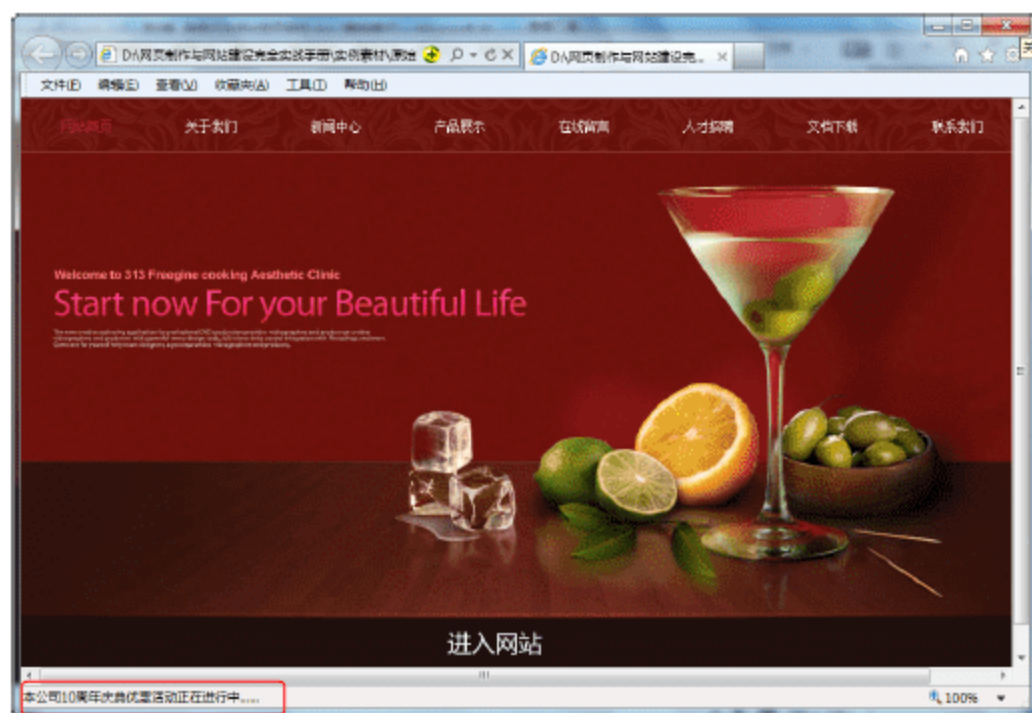 D:\网页制作与网站建设完全实战手册\实例素材\原始
D:\网页制作与网站建设完...
文件(F) 编辑(E) 查看(V) 收藏夹(A) 工具(T) 帮助(H)
网站首页 关于我们 新闻中心 产品展示 在线留言 人才招聘 文档下载 联系我们
Welcome to 313 Freegine cooking Aesthetic Clinic
Start now For your Beautiful Life
进入网站
本公司10周年庆典优惠活动正在进行中......
100%